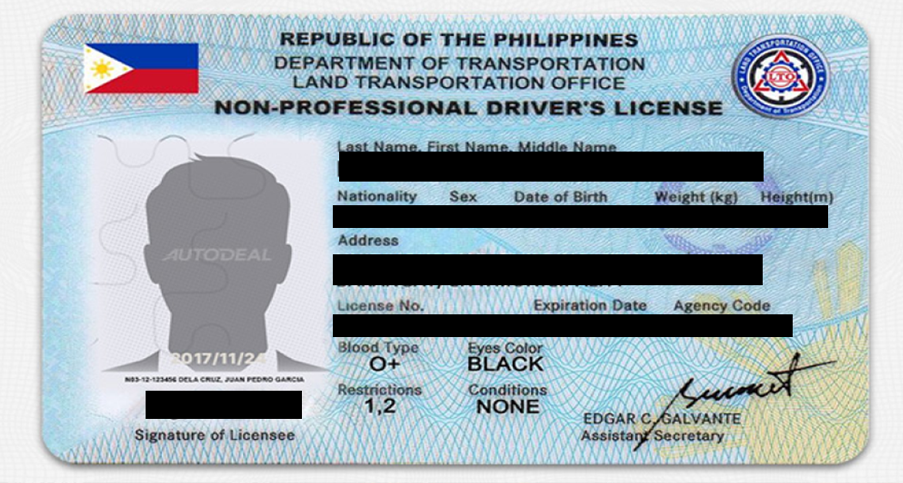 REPUBLIC OF THE PHILIPPINES
DEPARTMENT OF TRANSPORTATION
LAND TRANSPORTATION OFFICE
NON-PROFESSIONAL DRIVER'S LICENSE
LAND TRANSPORTATION OFFICE
LTO
Department of Transportation
Last Name, First Name, Middle Name
Nationality Sex Date of Birth Weight (kg) Height(m)
Address
License No. Expiration Date Agency Code
Blood Type Eyes Color
O+ BLACK
Restrictions Conditions
1,2 NONE
AUTODEAL
2017/11/24
N03-12-123456 DELA CRUZ, JUAN PEDRO GARCIA
Signature of Licensee
EDGAR C. GALVANTE
Assistant Secretary